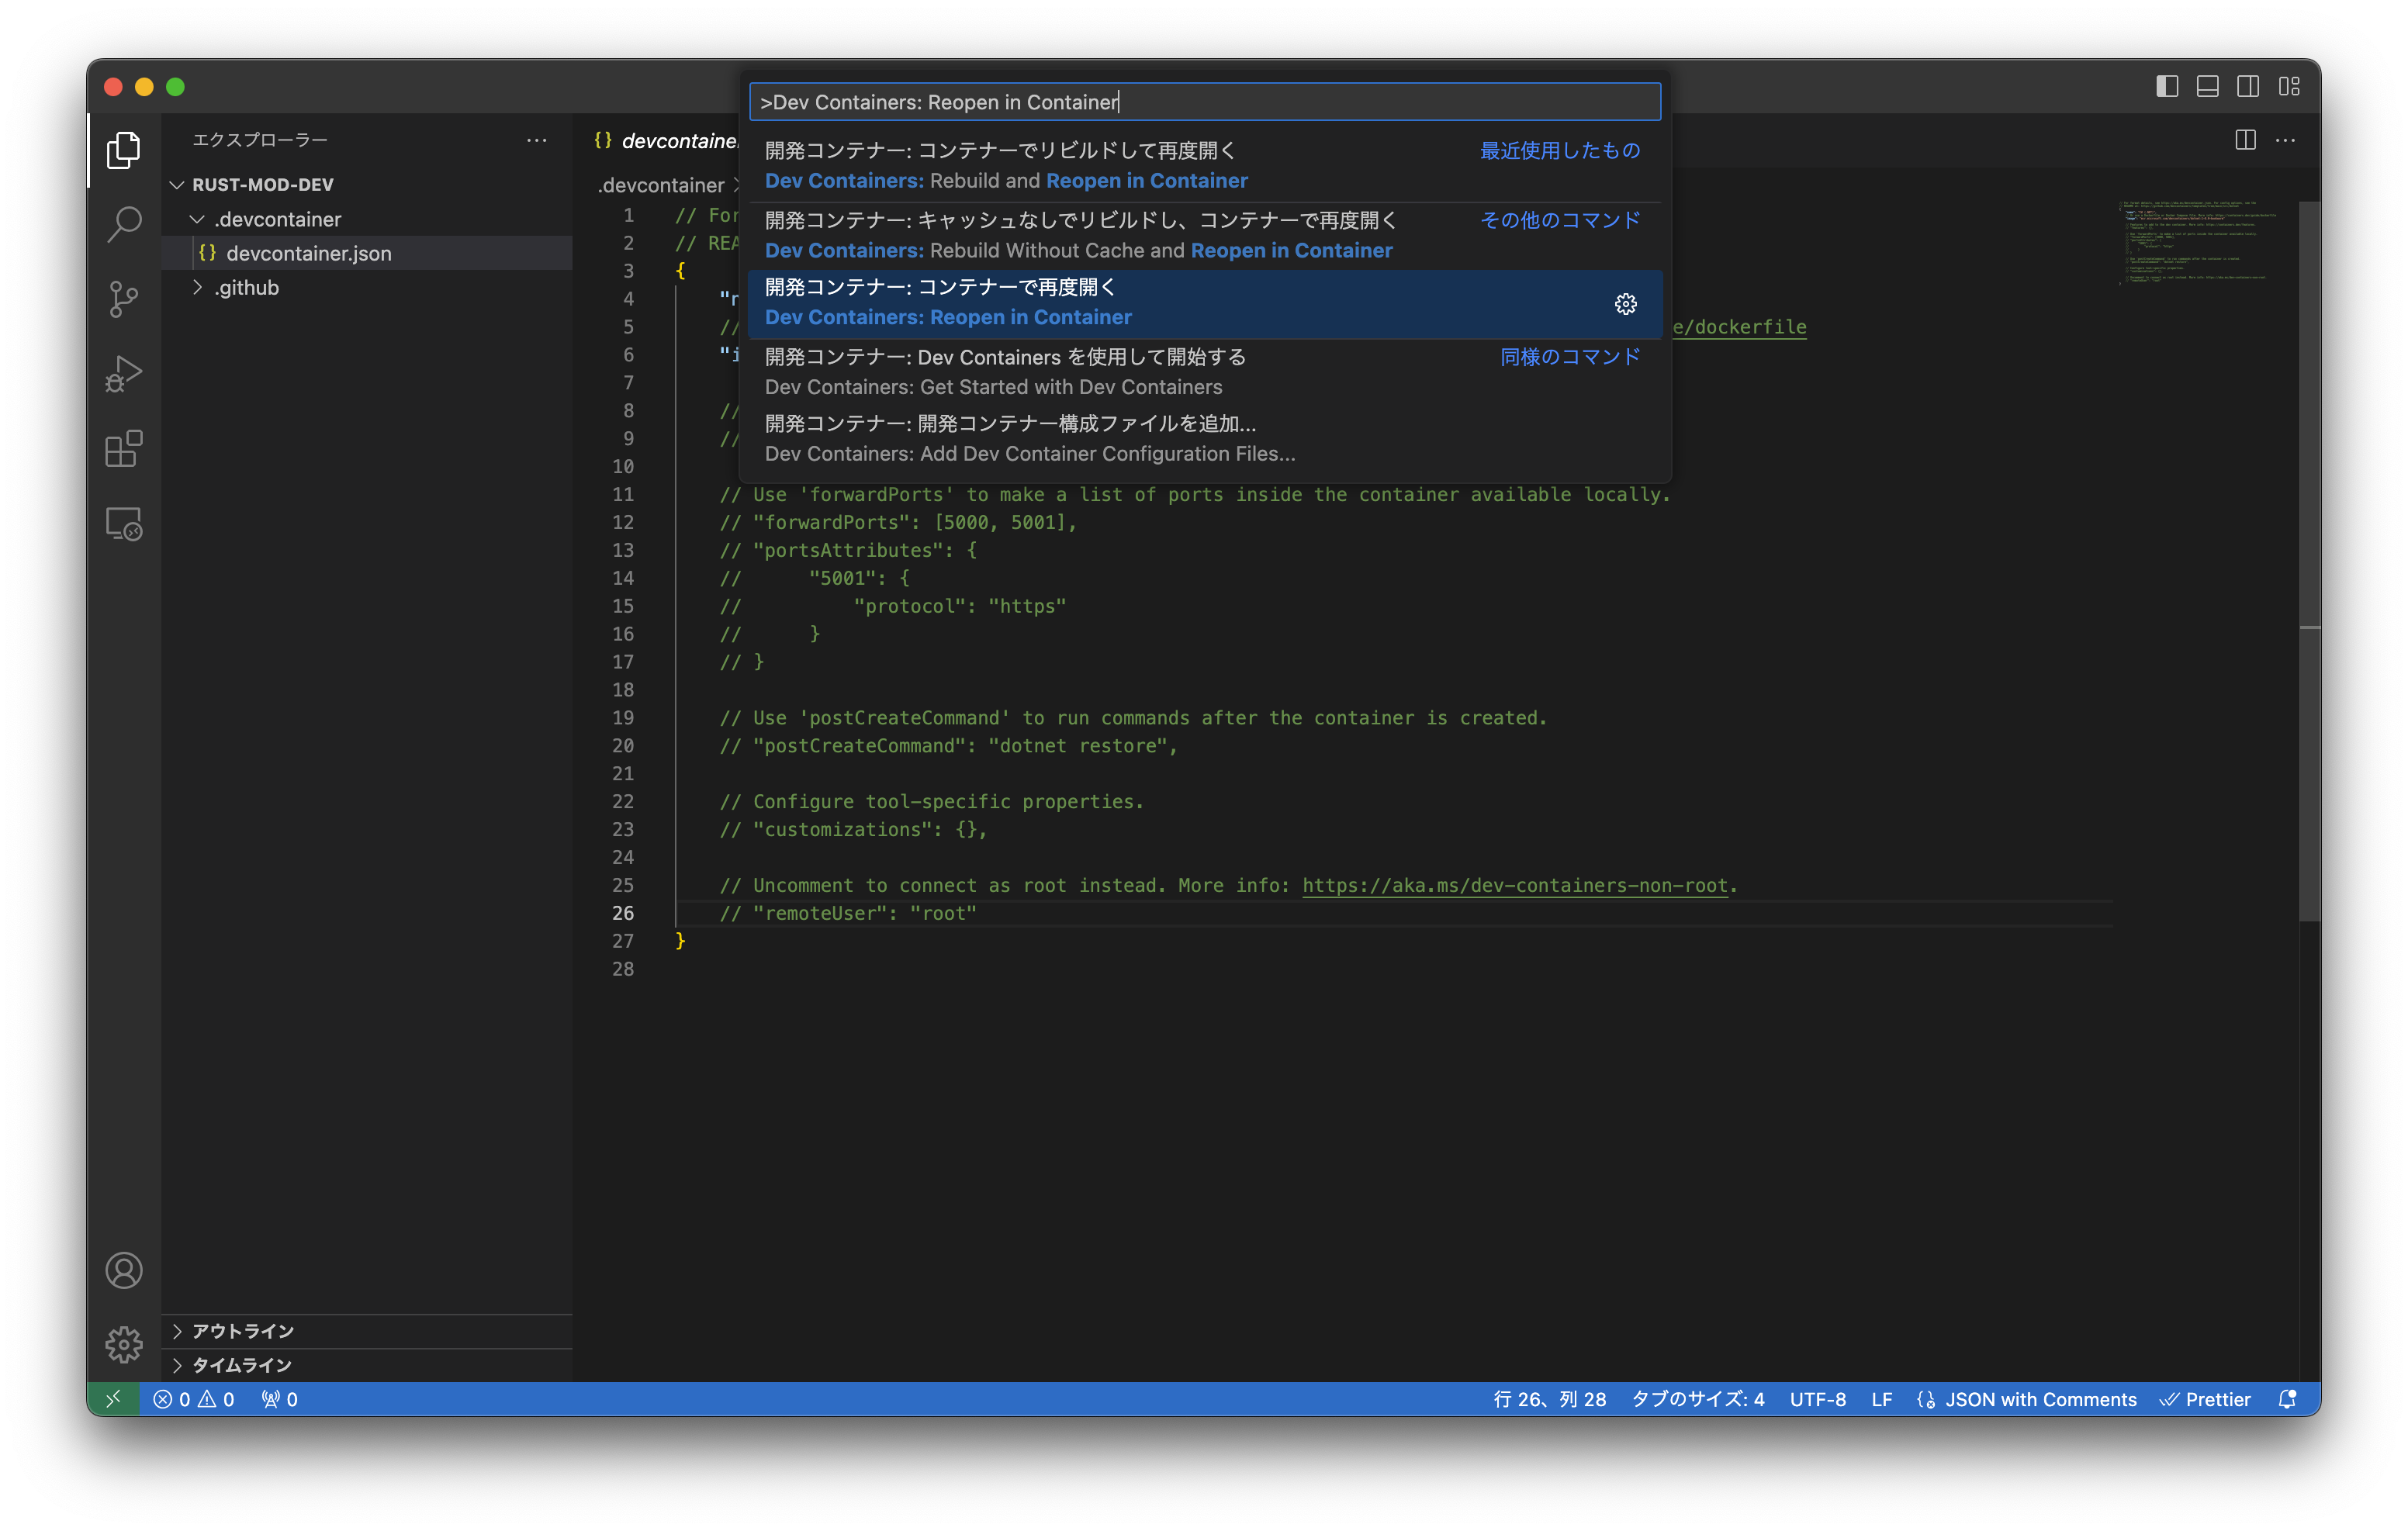 >Dev Containers: Reopen in Container
開発コンテナー: コンテナーでリビルドして再度開く 最近使用したもの
Dev Containers: Rebuild and Reopen in Container
開発コンテナー: キャッシュなしでリビルドし、コンテナーで再度開く その他のコマンド
Dev Containers: Rebuild Without Cache and Reopen in Container
開発コンテナー: コンテナーで再度開く
Dev Containers: Reopen in Container
開発コンテナー: Dev Containers を使用して開始する 同様のコマンド
Dev Containers: Get Started with Dev Containers
開発コンテナー: 開発コンテナー構成ファイルを追加...
Dev Containers: Add Dev Container Configuration Files...
エクスプローラー
RUST-MOD-DEV
.devcontainer
{} devcontainer.json
.github
アウトライン
タイムライン
{} devcontaine
.devcontainer
1 // For
2 // REA
3 {
4 "n
5 // e/dockerfile
6 "i
7
8 //
9 //
10
11 // Use 'forwardPorts' to make a list of ports inside the container available locally.
12 // "forwardPorts": [5000, 5001],
13 // "portsAttributes": {
14 // "5001": {
15 // "protocol": "https"
16 // }
17 // }
18
19 // Use 'postCreateCommand' to run commands after the container is created.
20 // "postCreateCommand": "dotnet restore",
21
22 // Configure tool-specific properties.
23 // "customizations": {},
24
25 // Uncomment to connect as root instead. More info: https://aka.ms/dev-containers-non-root.
26 // "remoteUser": "root"
27 }
28
0 0 0 行 26、列 28 タブのサイズ: 4 UTF-8 LF JSON with Comments Prettier